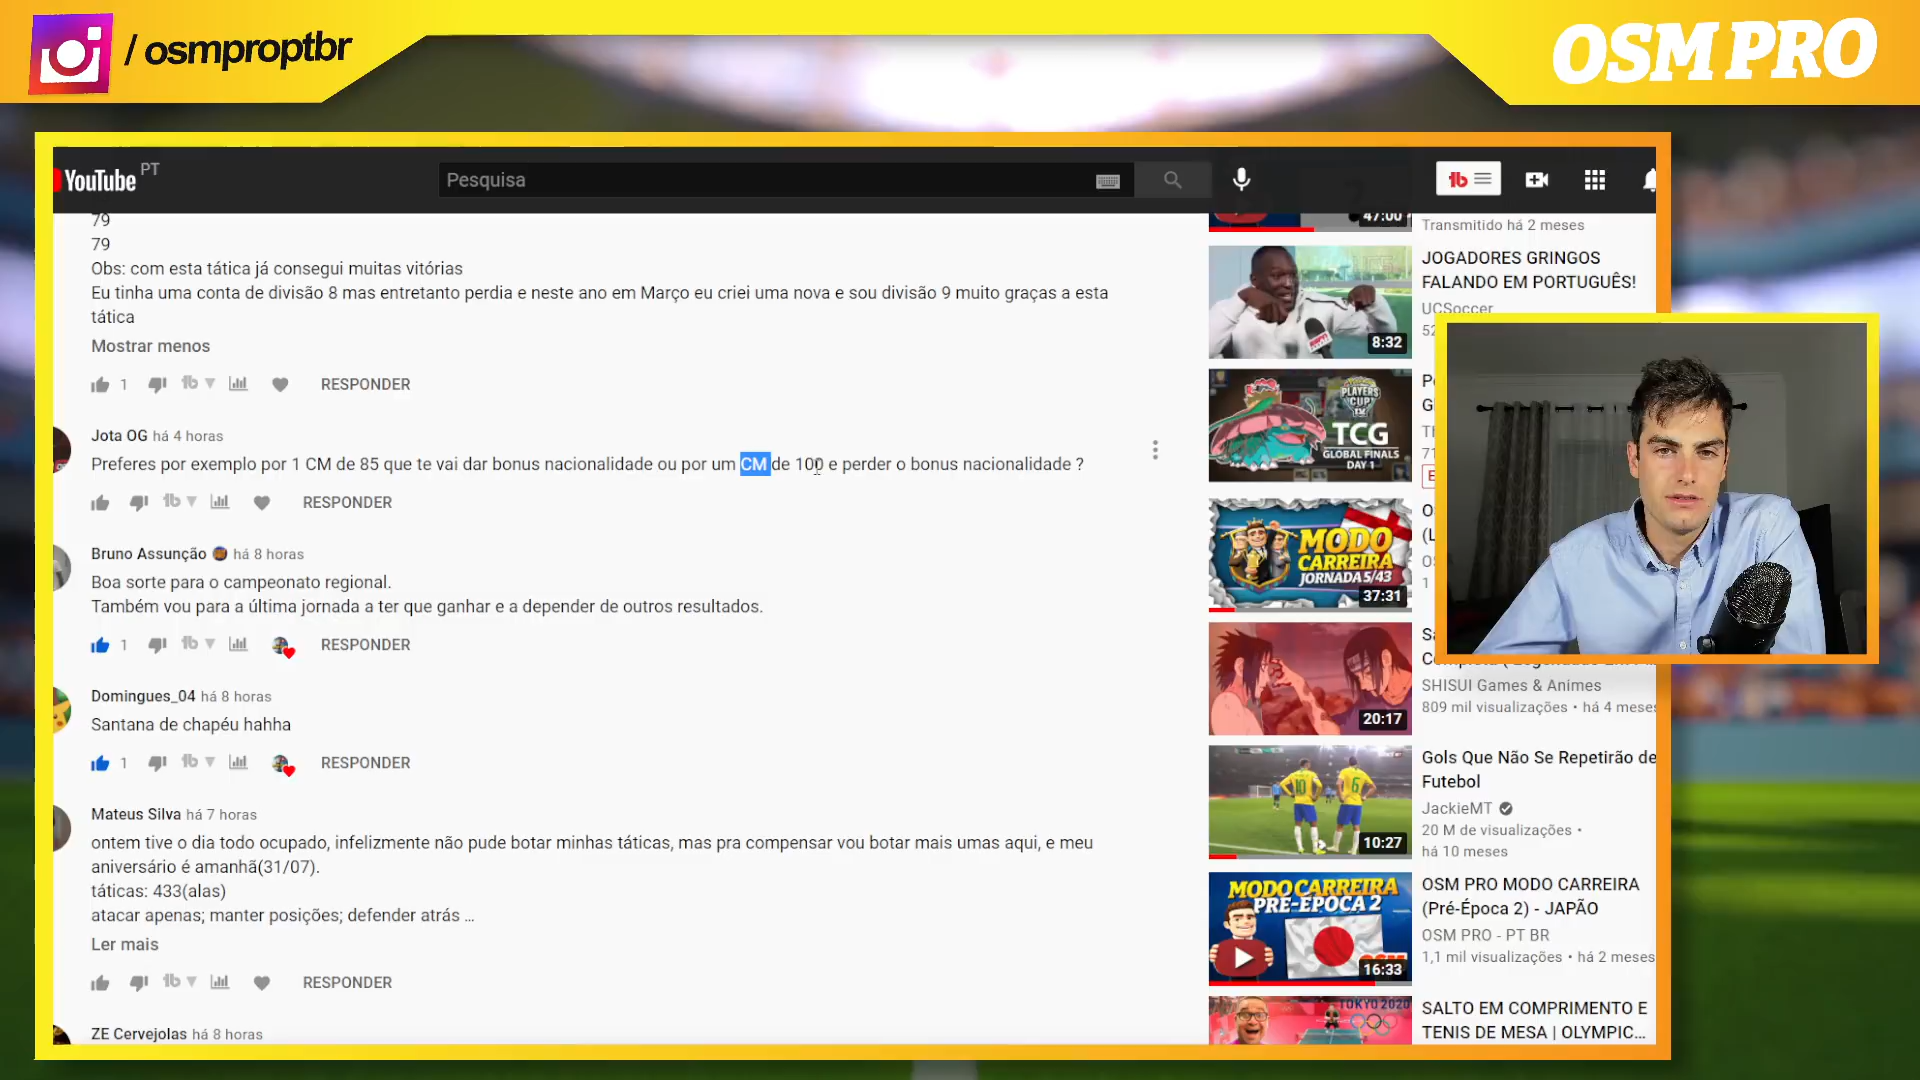 / osmproptbr
OSM PRO
YouTube PT
Pesquisa
79
79
Obs: com esta tática já consegui muitas vitórias
Eu tinha uma conta de divisão 8 mas entretanto perdia e neste ano em Março eu criei uma nova e sou divisão 9 muito graças a esta
tática
Mostrar menos
1 RESPONDER
Jota OG há 4 horas
Preferes por exemplo por 1 CM de 85 que te vai dar bonus nacionalidade ou por um CM de 100 e perder o bonus nacionalidade ?
RESPONDER
Bruno Assunção há 8 horas
Boa sorte para o campeonato regional.
Também vou para a última jornada a ter que ganhar e a depender de outros resultados.
1 RESPONDER
Domingues_04 há 8 horas
Santana de chapéu hahha
1 RESPONDER
Mateus Silva há 7 horas
ontem tive o dia todo ocupado, infelizmente não pude botar minhas táticas, mas pra compensar vou botar mais umas aqui, e meu
aniversário é amanhã(31/07).
táticas: 433(alas)
atacar apenas; manter posições; defender atrás ...
Ler mais
RESPONDER
ZE Cervejolas há 8 horas
47:00
Transmitido há 2 meses
JOGADORES GRINGOS
FALANDO EM PORTUGUÊS!
UCSoccer
8:32
PLAYERS
CUP
TCG
GLOBAL FINALS
DAY 1
MODO
CARREIRA
JORNADA 5/43
37:31
SHISUI Games & Animes
809 mil visualizações • há 4 meses
20:17
Gols Que Não Se Repetirão de
Futebol
JackieMT
20 M de visualizações •
há 10 meses
10
6
10:27
MODO CARREIRA
PRÉ-EPOCA 2
16:33
OSM PRO MODO CARREIRA
(Pré-Época 2) - JAPÃO
OSM PRO - PT BR
1,1 mil visualizações • há 2 meses
TOKYO 2020
SALTO EM COMPRIMENTO E
TENIS DE MESA | OLYMPIC...